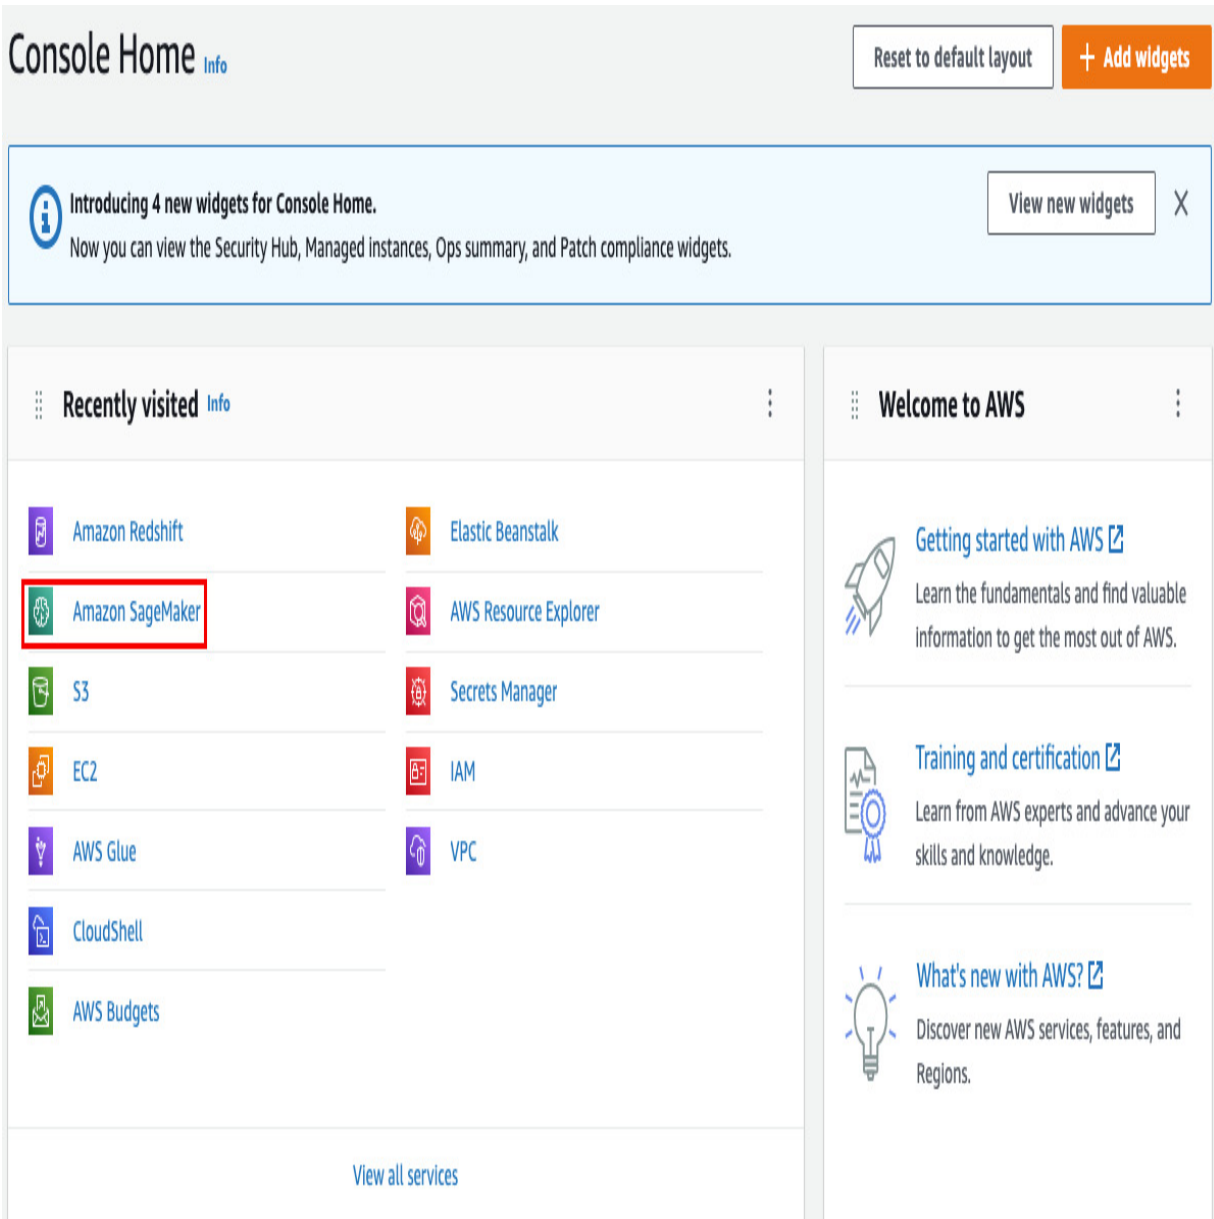 Console Home Info
Reset to default layout
+ Add widgets
Introducing 4 new widgets for Console Home.
Now you can view the Security Hub, Managed instances, Ops summary, and Patch compliance widgets.
View new widgets
Recently visited Info
Amazon Redshift
Amazon SageMaker
S3
EC2
AWS Glue
CloudShell
AWS Budgets
Elastic Beanstalk
AWS Resource Explorer
Secrets Manager
IAM
VPC
View all services
Welcome to AWS
Getting started with AWS
Learn the fundamentals and find valuable
information to get the most out of AWS.
Training and certification
Learn from AWS experts and advance your
skills and knowledge.
What's new with AWS?
Discover new AWS services, features, and
Regions.